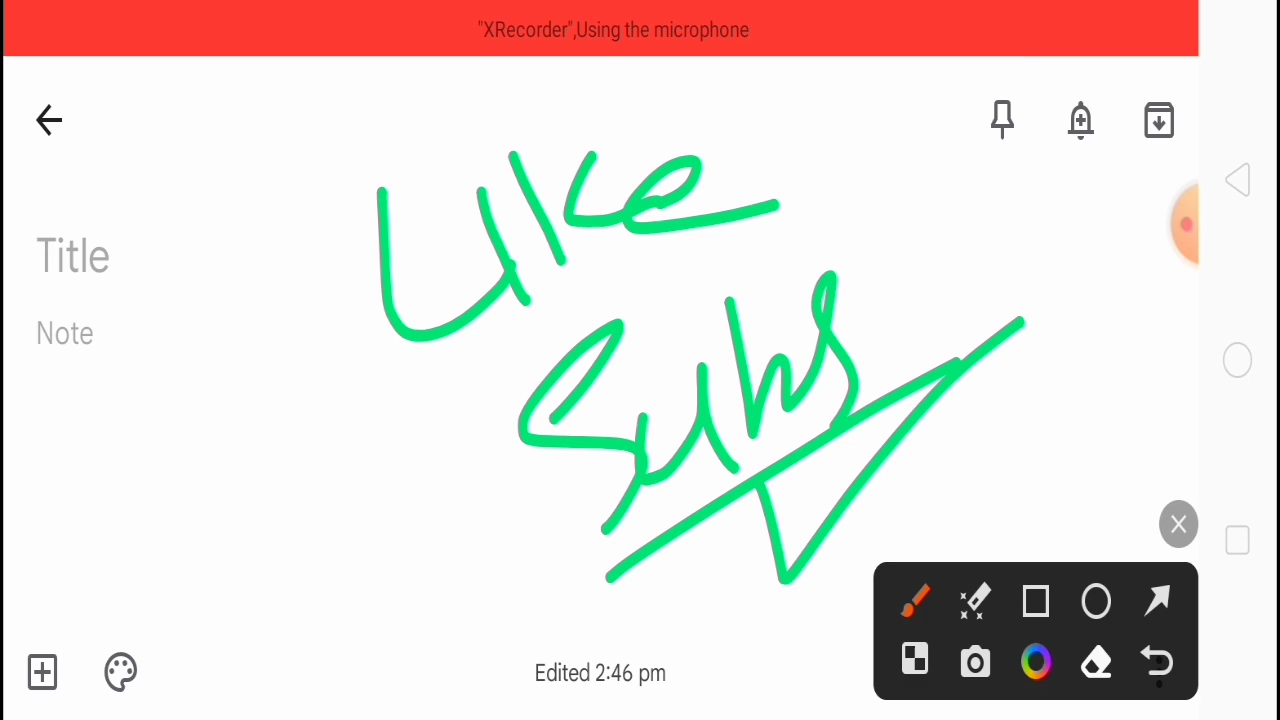 "XRecorder",Using the microphone
Like
Title
Subs
Note
Edited 2:46 pm